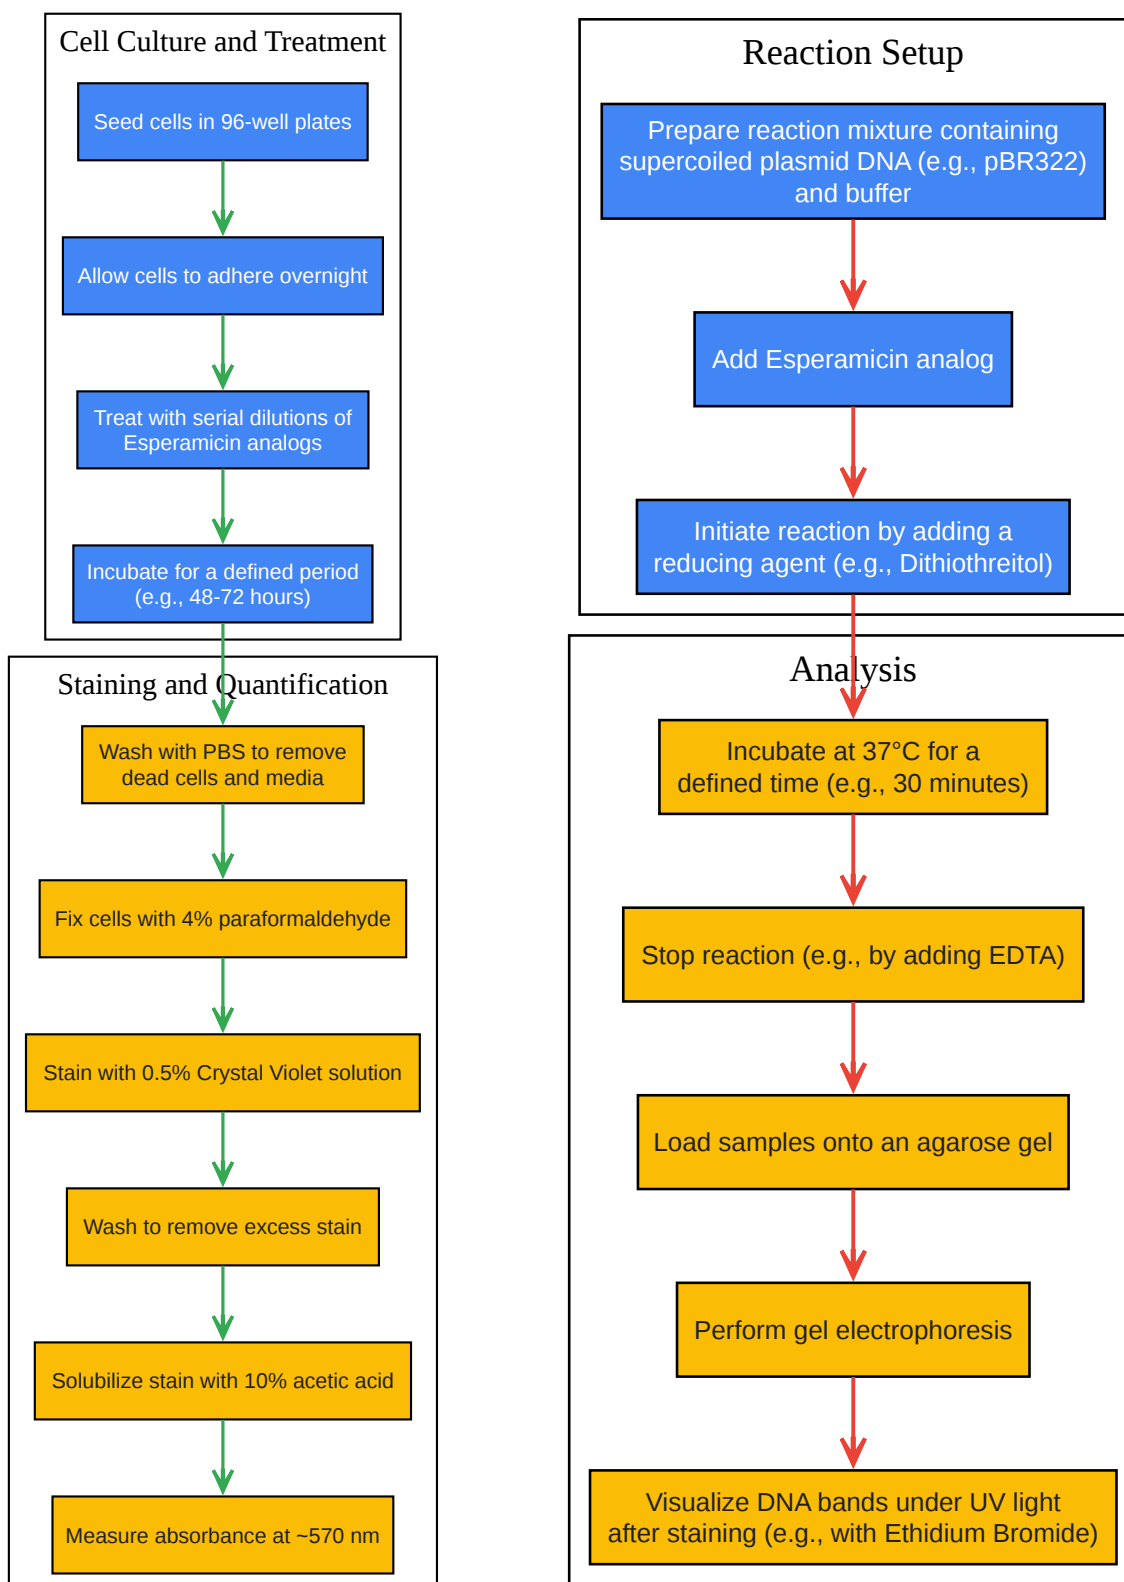 Cell Culture and Treatment
Seed cells in 96-well plates
Allow cells to adhere overnight
Treat with serial dilutions of
Esperamicin analogs
Incubate for a defined period
(e.g., 48-72 hours)
Staining and Quantification
Wash with PBS to remove
dead cells and media
Fix cells with 4% paraformaldehyde
Stain with 0.5% Crystal Violet solution
Wash to remove excess stain
Solubilize stain with 10% acetic acid
Measure absorbance at ~570 nm
Reaction Setup
Prepare reaction mixture containing
supercoiled plasmid DNA (e.g., pBR322)
and buffer
Add Esperamicin analog
Initiate reaction by adding a
reducing agent (e.g., Dithiothreitol)
Analysis
Incubate at 37°C for a
defined time (e.g., 30 minutes)
Stop reaction (e.g., by adding EDTA)
Load samples onto an agarose gel
Perform gel electrophoresis
Visualize DNA bands under UV light
after staining (e.g., with Ethidium Bromide)